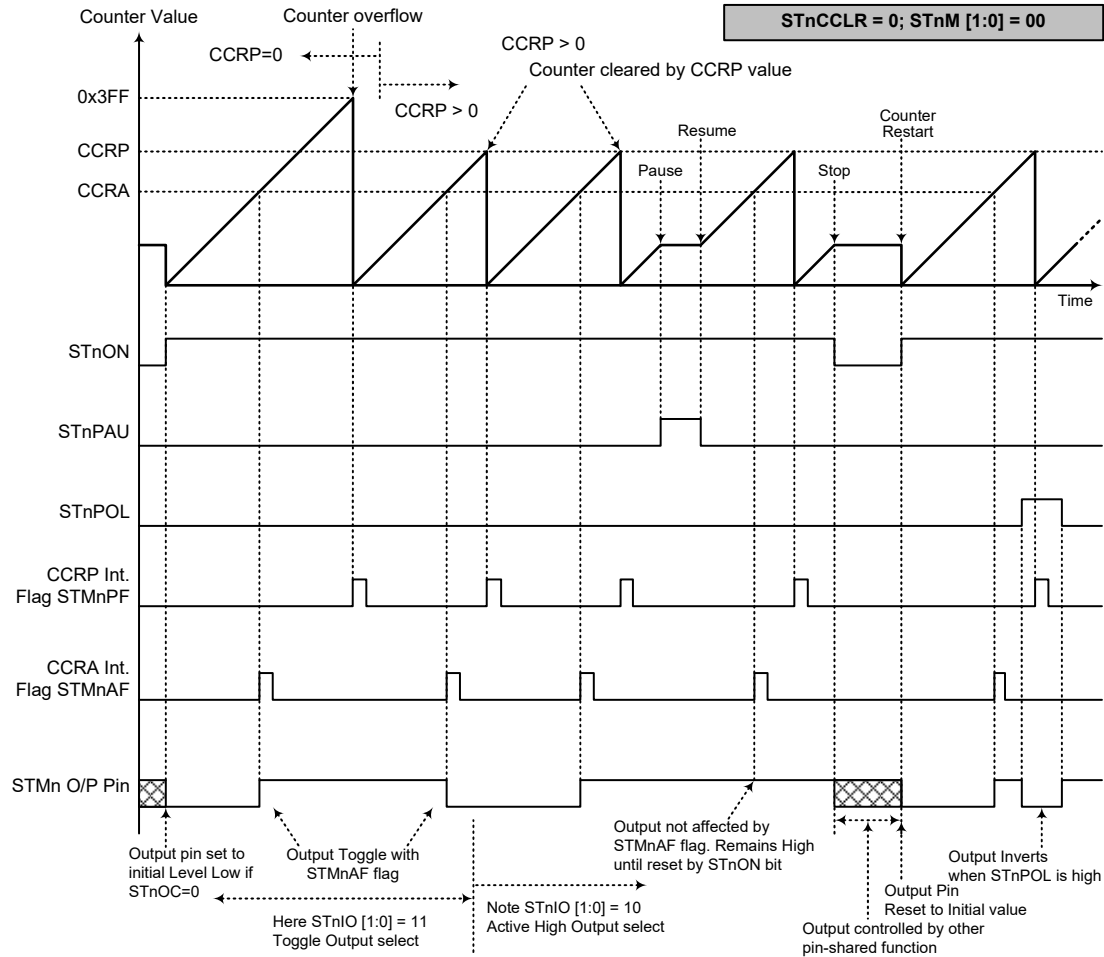 Counter Value
Counter overflow
STnCCLR = 0; STnM [1:0] = 00
CCRP=0
CCRP > 0
CCRP > 0
Counter cleared by CCRP value
0x3FF
CCRP
CCRA
Pause
Resume
Stop
Counter
Restart
Time
STnON
STnPAU
STnPOL
CCRP Int.
Flag STMnPF
CCRA Int.
Flag STMnAF
STMn O/P Pin
Output pin set to
initial Level Low if
STnOC=0
Output Toggle with
STMnAF flag
Here STnIO [1:0] = 11
Toggle Output select
Note STnIO [1:0] = 10
Active High Output select
Output not affected by
STMnAF flag. Remains High
until reset by STnON bit
Output controlled by other
pin-shared function
Output Pin
Reset to Initial value
Output Inverts
when STnPOL is high